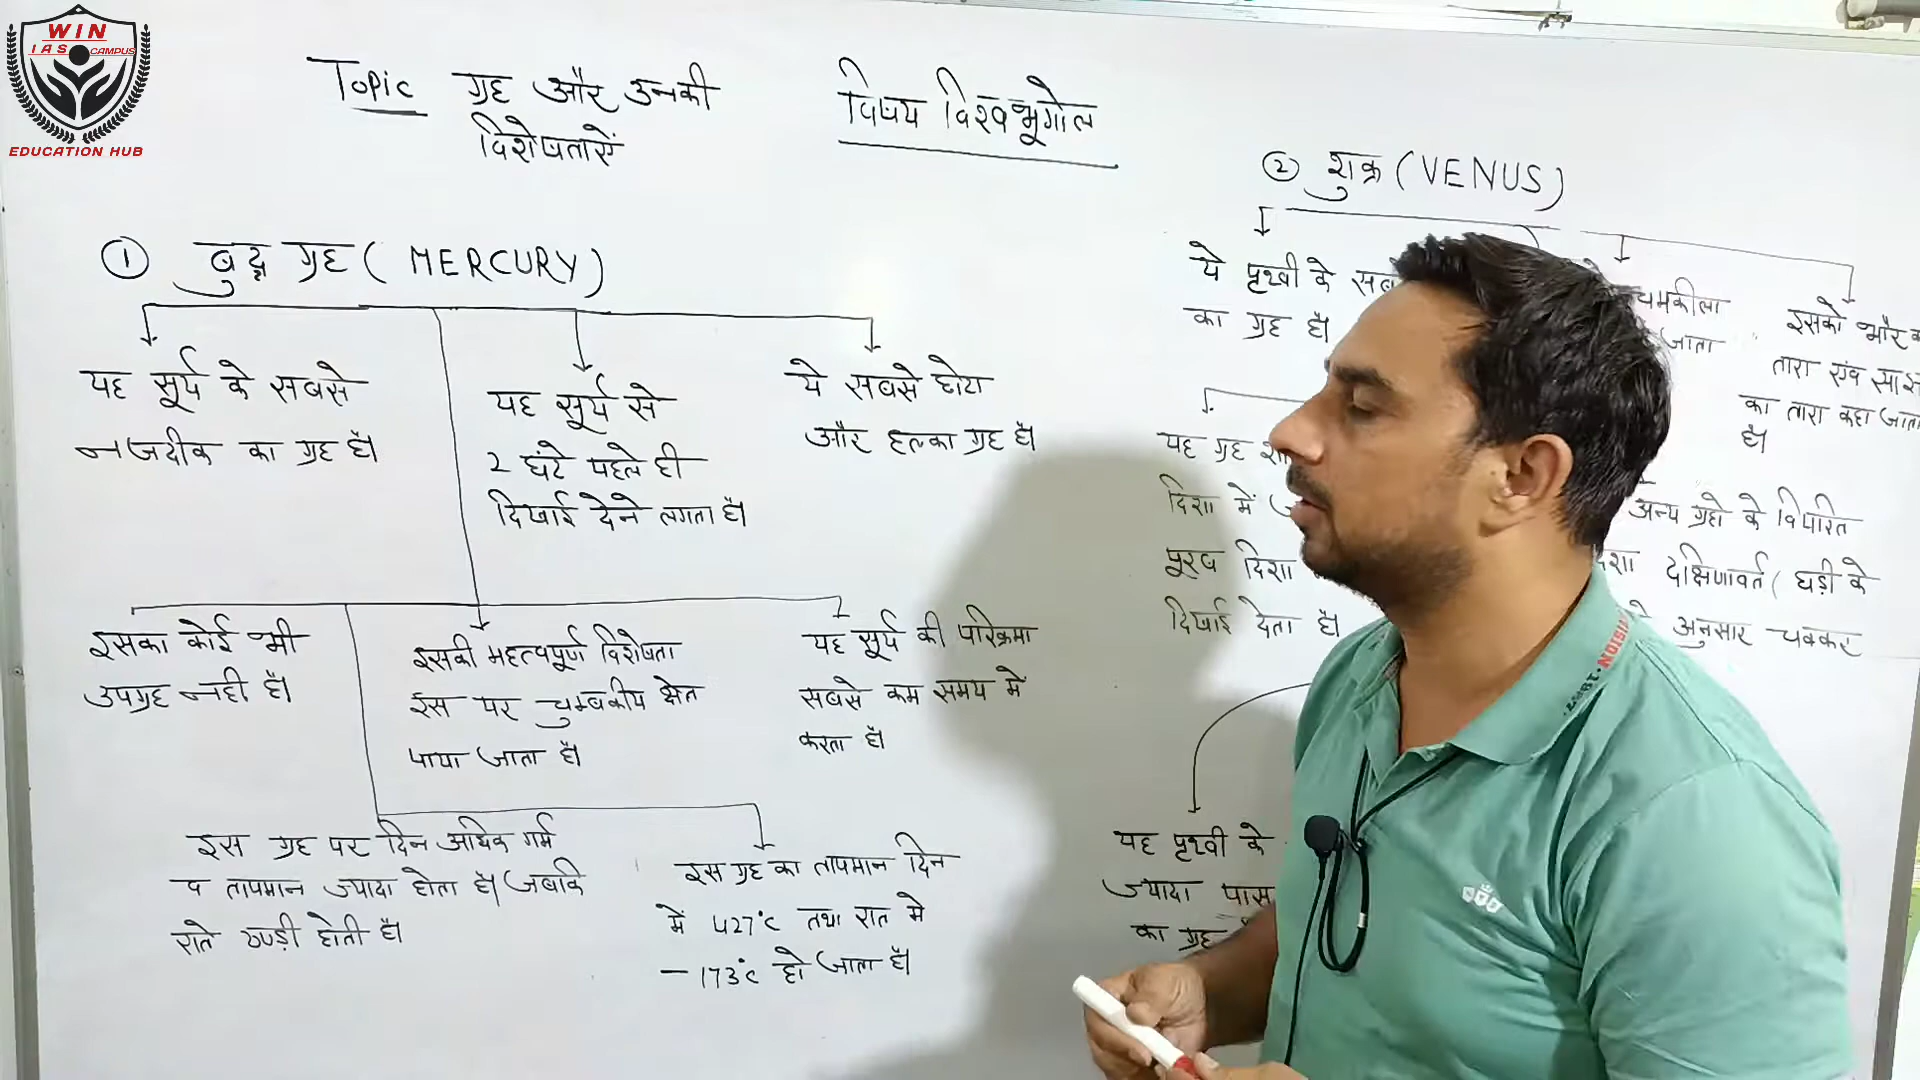 WIN
IAS CAMPUS
EDUCATION HUB
Topic ग्रह और उनकी
विशेषताऐं
विषय विश्व भूगोल
① बुद्ध ग्रह ( MERCURY )
यह सूर्य के सबसे
नजदीक का ग्रह है।
यह सूर्य से
2 घंटे पहले ही
दिखाई देने लगता है।
ये सबसे छोटा
और हल्का ग्रह है।
इसका कोई भी
उपग्रह नही है।
इसकी महत्वपूर्ण विशेषता
इस पर चुम्बकीय क्षेत्र
पाया जाता है।
यह सूर्य की परिक्रमा
सबसे कम समय मे
करता है।
इस ग्रह पर दिन अधिक गर्म
व तापमान ज्यादा होता है। जबकि
राते ठण्ड़ी होती है।
इस ग्रह का तापमान दिन
में 427°C तथा रात मे
-173°C हो जाता है।
② शुक्र ( VENUS )
ये पृथ्वी के
का ग्रह है।
चमकीला
जाता
इसको भौर
तारा एंव
का तारा कहा जाता
है।
यह ग्रह
दिशा में
पूरब दिशा
दिखाई देता है।
अन्य ग्रहो के विपरित
दक्षिणावर्त ( घड़ी के
अनुसार चक्कर
यह पृथ्वी के
ज्यादा पास
का ग्रह